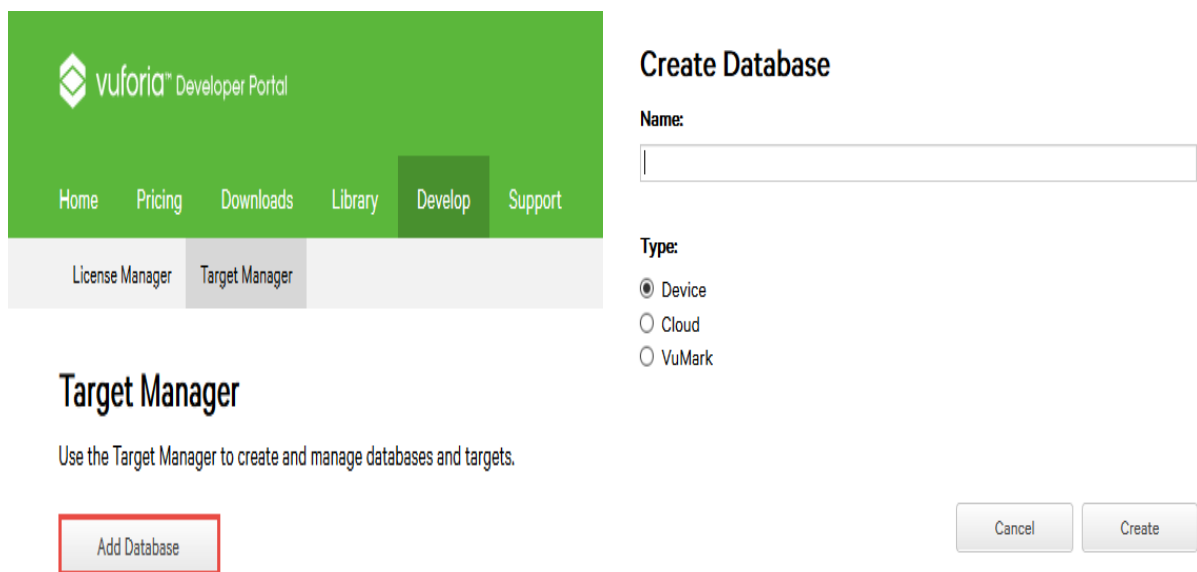 vuforia™ Developer Portal
Home Pricing Downloads Library Develop Support
License Manager Target Manager
Target Manager
Use the Target Manager to create and manage databases and targets.
Add Database
Create Database
Name:
Type:
Device
Cloud
VuMark
Cancel Create